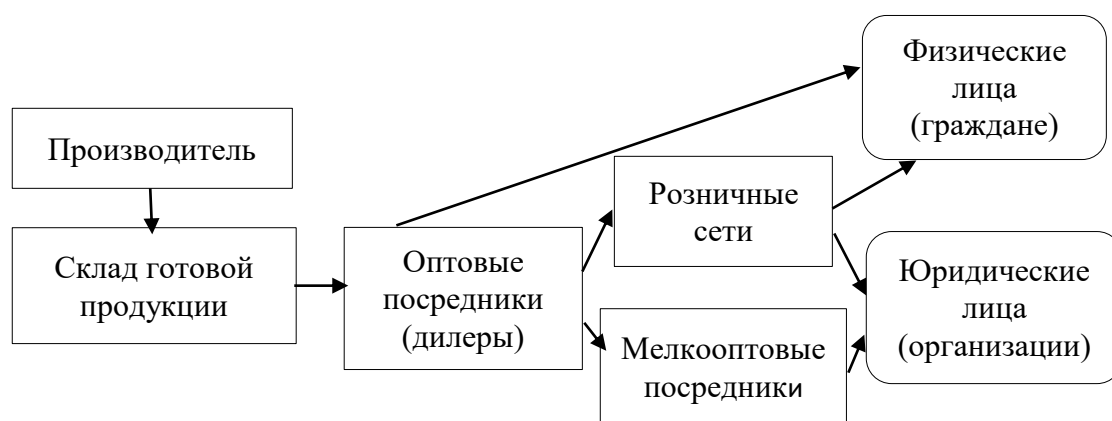 Производитель
Склад готовой
продукции
Оптовые
посредники
(дилеры)
Розничные
сети
Мелкооптовые
посредники
Физические
лица
(граждане)
Юридические
лица
(организации)